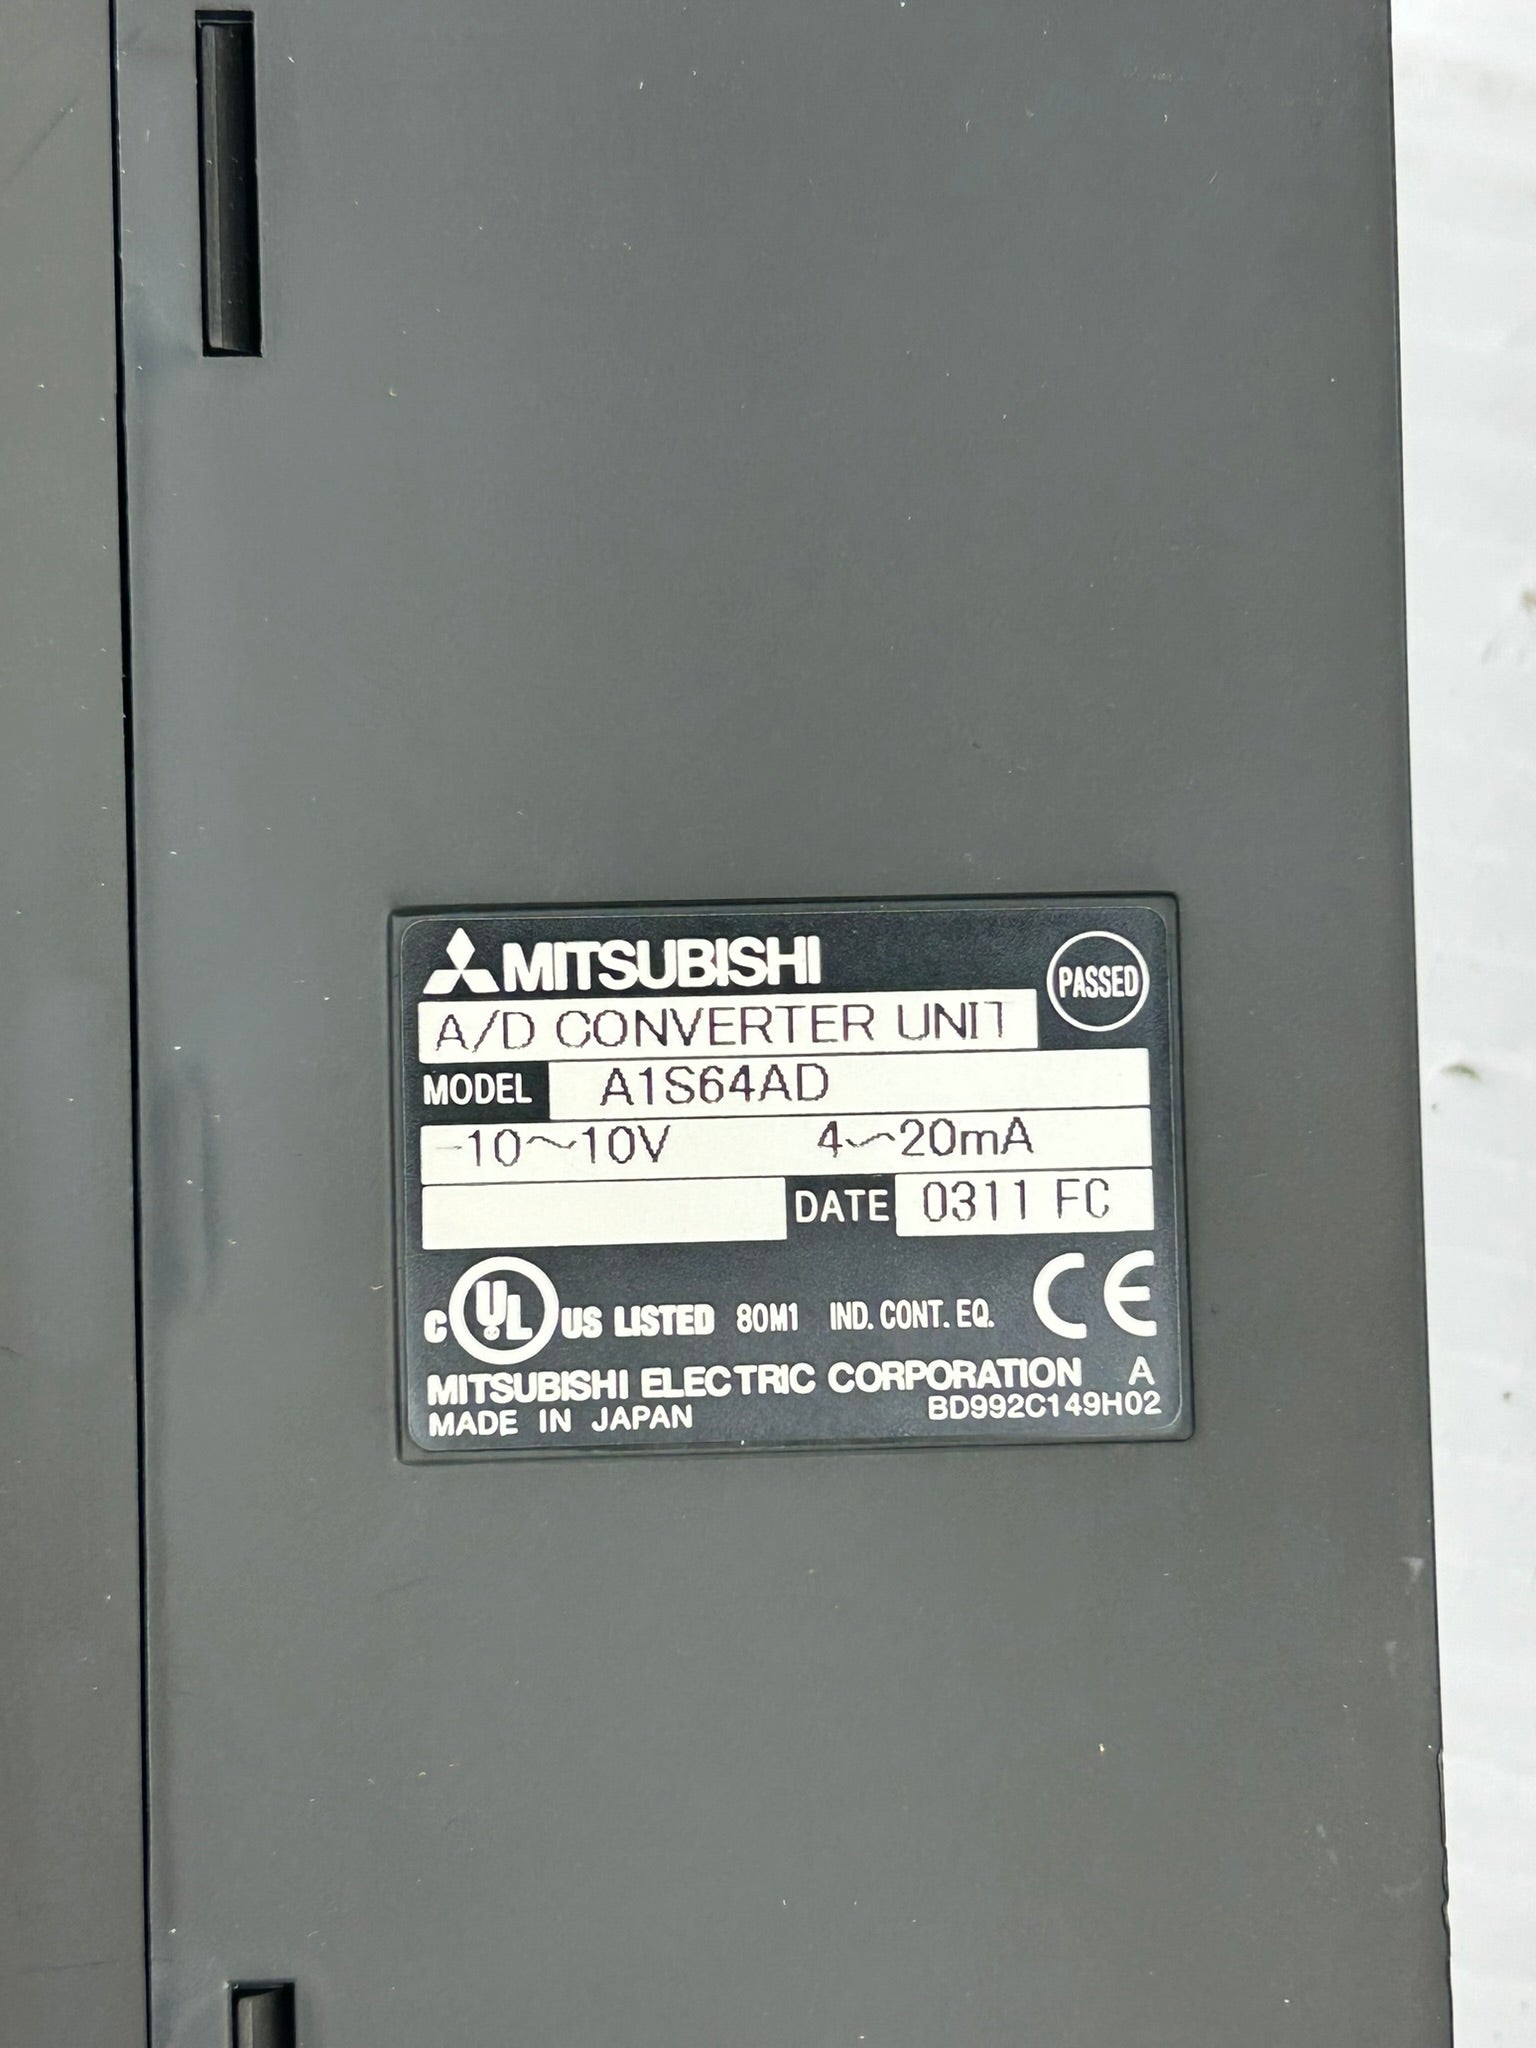 MITSUBISHI
PASSED
A/D CONVERTER UNIT
MODEL A1S64AD
-10~10V 4~20mA
DATE 0311 FC
C UL US LISTED 80M1 IND. CONT. EQ. CE
MITSUBISHI ELECTRIC CORPORATION A
MADE IN JAPAN BD992C149H02